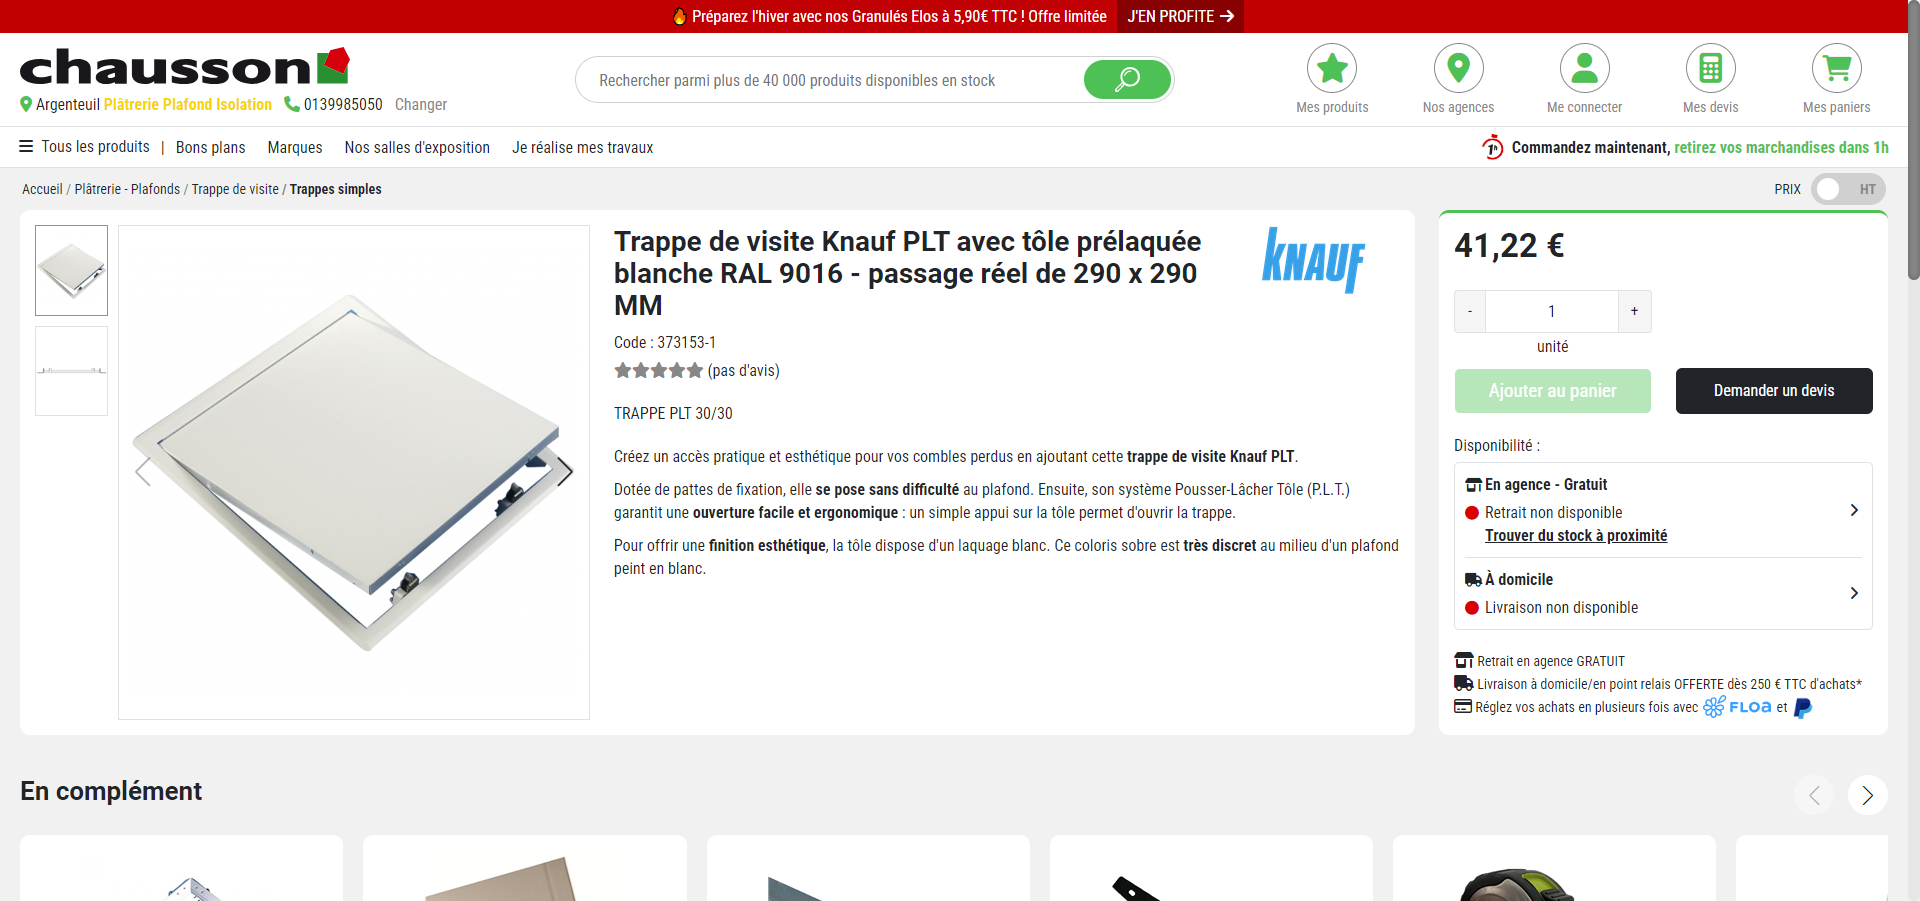 🔥 Préparez l'hiver avec nos Granulés Elos à 5,90€ TTC ! Offre limitée J'EN PROFITE →
chausson
Argenteuil Plâtrerie Plafond Isolation 0139985050 Changer
Rechercher parmi plus de 40 000 produits disponibles en stock
Mes produits
Nos agences
Me connecter
Mes devis
Mes paniers
Tous les produits | Bons plans Marques Nos salles d'exposition Je réalise mes travaux
1h Commandez maintenant, retirez vos marchandises dans 1h
Accueil / Plâtrerie - Plafonds / Trappe de visite / Trappes simples
PRIX HT
Trappe de visite Knauf PLT avec tôle prélaquée
blanche RAL 9016 - passage réel de 290 x 290
MM
KNAUF
Code : 373153-1
(pas d'avis)
TRAPPE PLT 30/30
Créez un accès pratique et esthétique pour vos combles perdus en ajoutant cette trappe de visite Knauf PLT.
Dotée de pattes de fixation, elle se pose sans difficulté au plafond. Ensuite, son système Pousser-Lâcher Tôle (P.L.T.)
garantit une ouverture facile et ergonomique : un simple appui sur la tôle permet d'ouvrir la trappe.
Pour offrir une finition esthétique, la tôle dispose d'un laquage blanc. Ce coloris sobre est très discret au milieu d'un plafond
peint en blanc.
41,22 €
- 1 +
unité
Ajouter au panier
Demander un devis
Disponibilité :
En agence - Gratuit
Retrait non disponible
Trouver du stock à proximité
À domicile
Livraison non disponible
Retrait en agence GRATUIT
Livraison à domicile/en point relais OFFERTE dès 250 € TTC d'achats*
Réglez vos achats en plusieurs fois avec FLOA et
En complément